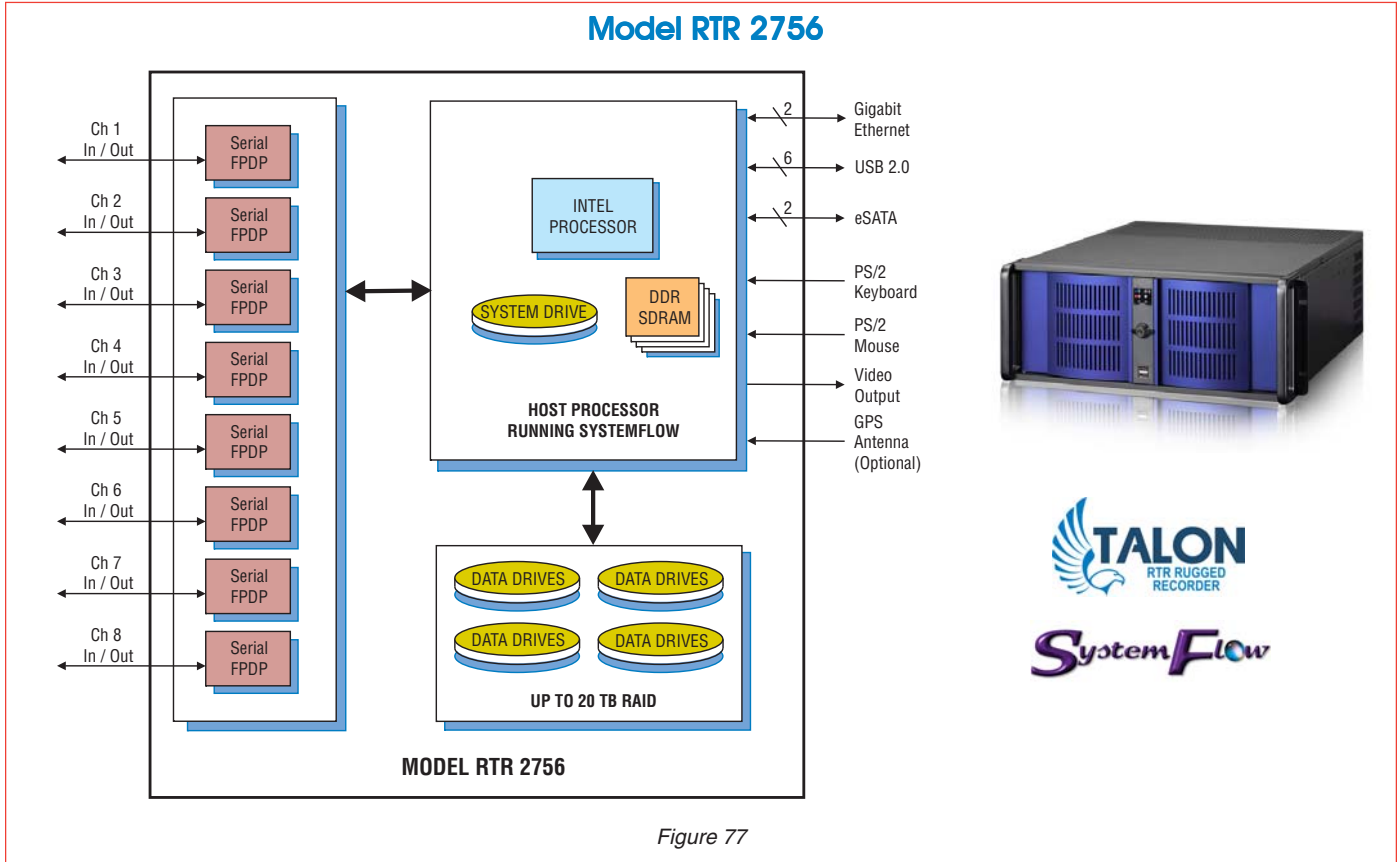 Model RTR 2756
Ch 1
In / Out
Serial
FPDP
Ch 2
In / Out
Serial
FPDP
Ch 3
In / Out
Serial
FPDP
Ch 4
In / Out
Serial
FPDP
Ch 5
In / Out
Serial
FPDP
Ch 6
In / Out
Serial
FPDP
Ch 7
In / Out
Serial
FPDP
Ch 8
In / Out
Serial
FPDP
INTEL
PROCESSOR
SYSTEM DRIVE
DDR
SDRAM
HOST PROCESSOR
RUNNING SYSTEMFLOW
2
Gigabit
Ethernet
6
USB 2.0
2
eSATA
PS/2
Keyboard
PS/2
Mouse
Video
Output
GPS
Antenna
(Optional)
DATA DRIVES
DATA DRIVES
DATA DRIVES
DATA DRIVES
UP TO 20 TB RAID
MODEL RTR 2756
TALON
RTR RUGGED
RECORDER
SystemFlow
Figure 77